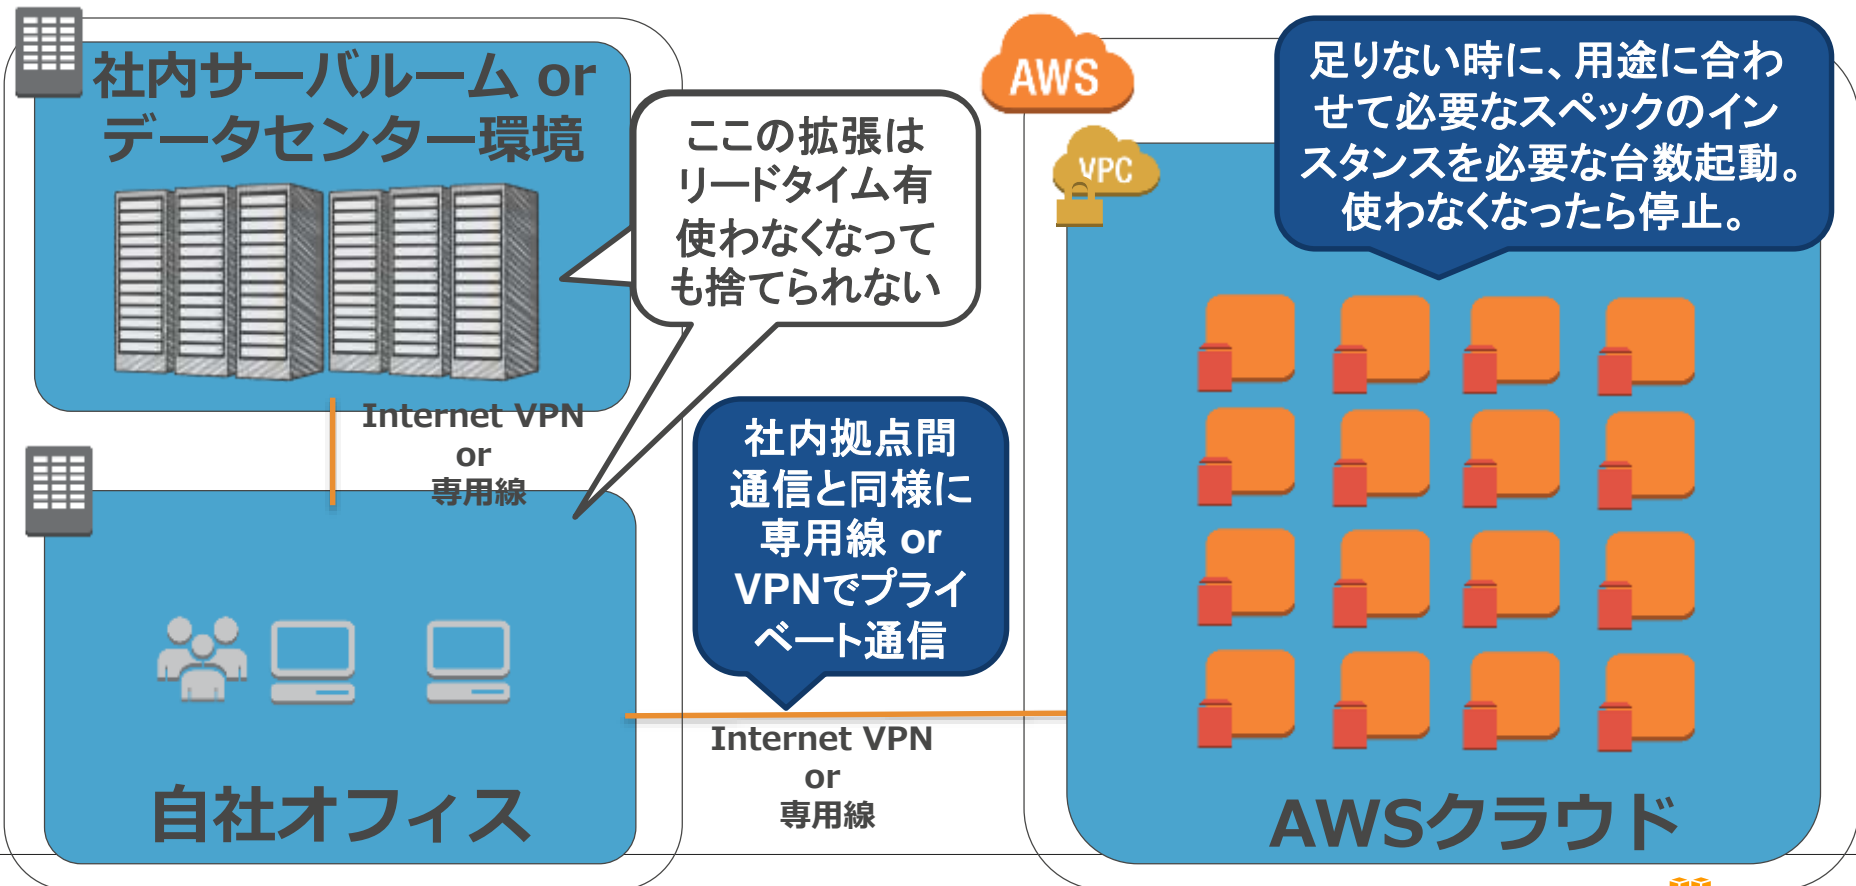 社内サーバルーム or
データセンター環境
ここの拡張は
リードタイム有
使わなくなって
も捨てられない
Internet VPN
or
専用線
自社オフィス
社内拠点間
通信と同様に
専用線 or
VPNでプライ
ベート通信
Internet VPN
or
専用線
AWS
VPC
足りない時に、用途に合わ
せて必要なスペックのイン
スタンスを必要な台数起動。
使わなくなったら停止。
AWSクラウド